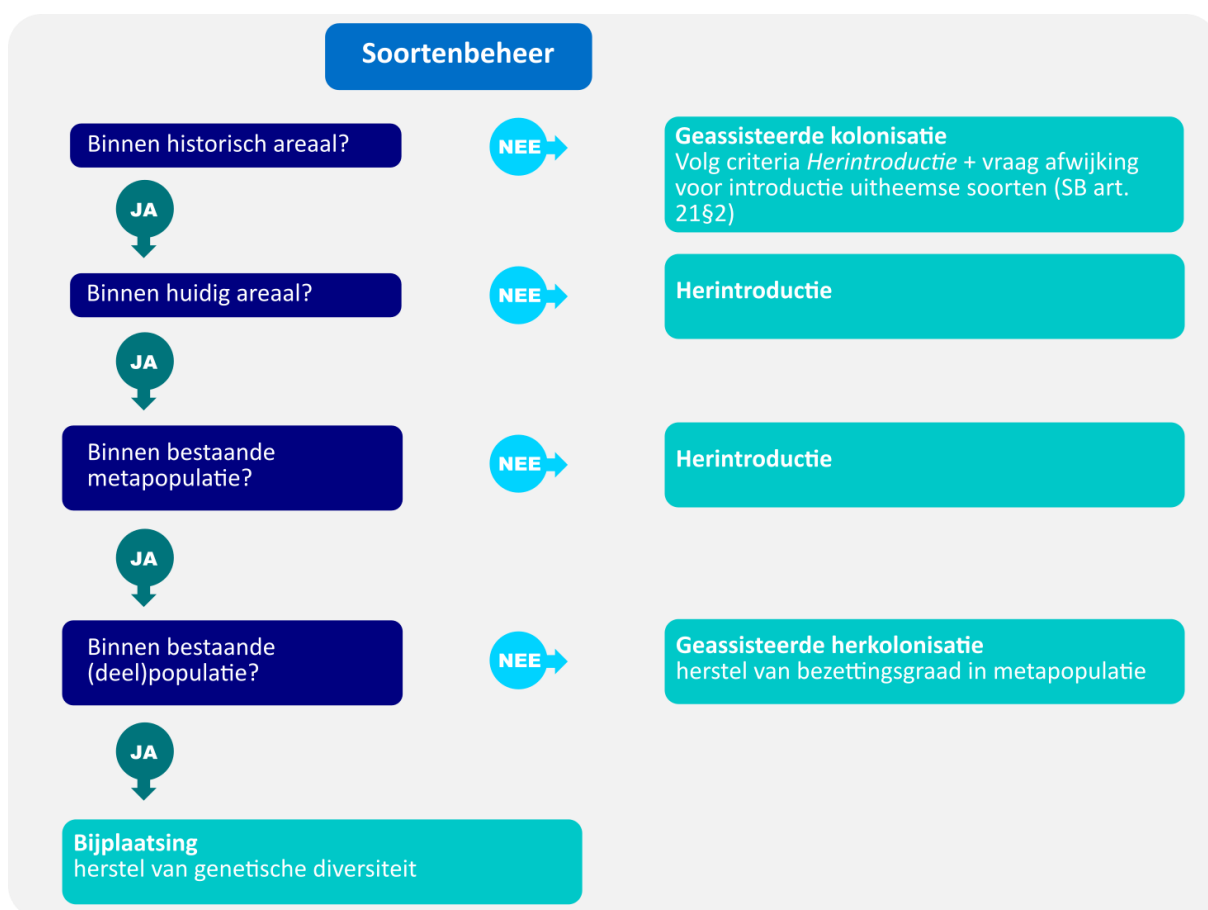 Soortenbeheer
Binnen historisch areaal?
NEE
Geassisteerde kolonisatie
Volg criteria Herintroductie + vraag afwijking
voor introductie uitheemse soorten (SB art.
21§2)
JA
Binnen huidig areaal?
NEE
Herintroductie
JA
Binnen bestaande
metapopulatie?
NEE
Herintroductie
JA
Binnen bestaande
(deel)populatie?
NEE
Geassisteerde herkolonisatie
herstel van bezettingsgraad in metapopulatie
JA
Bijplaatsing
herstel van genetische diversiteit